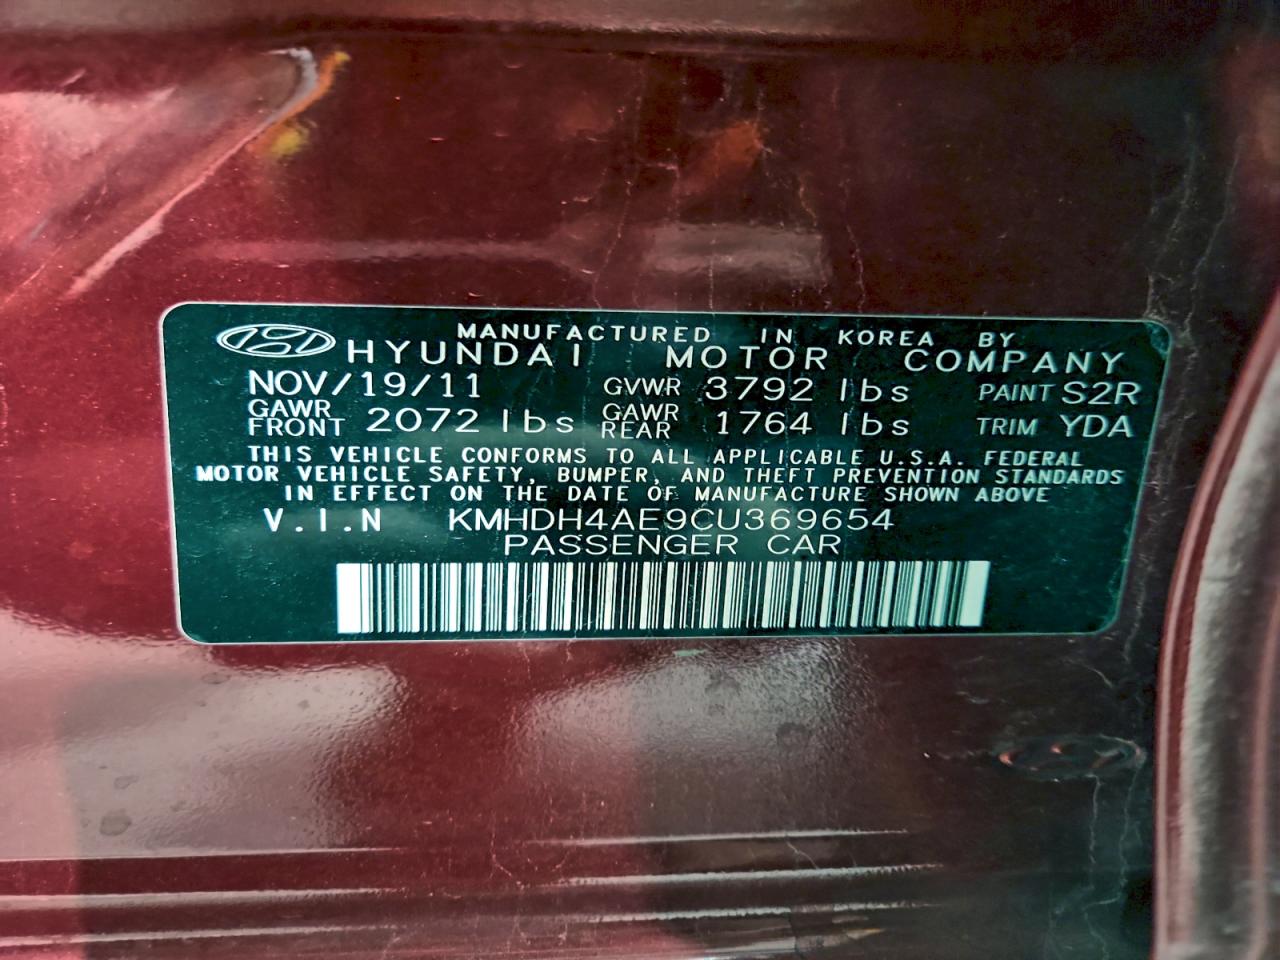 MANUFACTURED IN KOREA BY
HYUNDAI MOTOR COMPANY
NOV/19/11 GVWR 3792 lbs PAINT S2R
GAWR FRONT 2072 lbs GAWR REAR 1764 lbs TRIM YDA
THIS VEHICLE CONFORMS TO ALL APPLICABLE U.S.A. FEDERAL
MOTOR VEHICLE SAFETY, BUMPER, AND THEFT PREVENTION STANDARDS
IN EFFECT ON THE DATE OF MANUFACTURE SHOWN ABOVE
V.I.N KMHDH4AE9CU369654
PASSENGER CAR